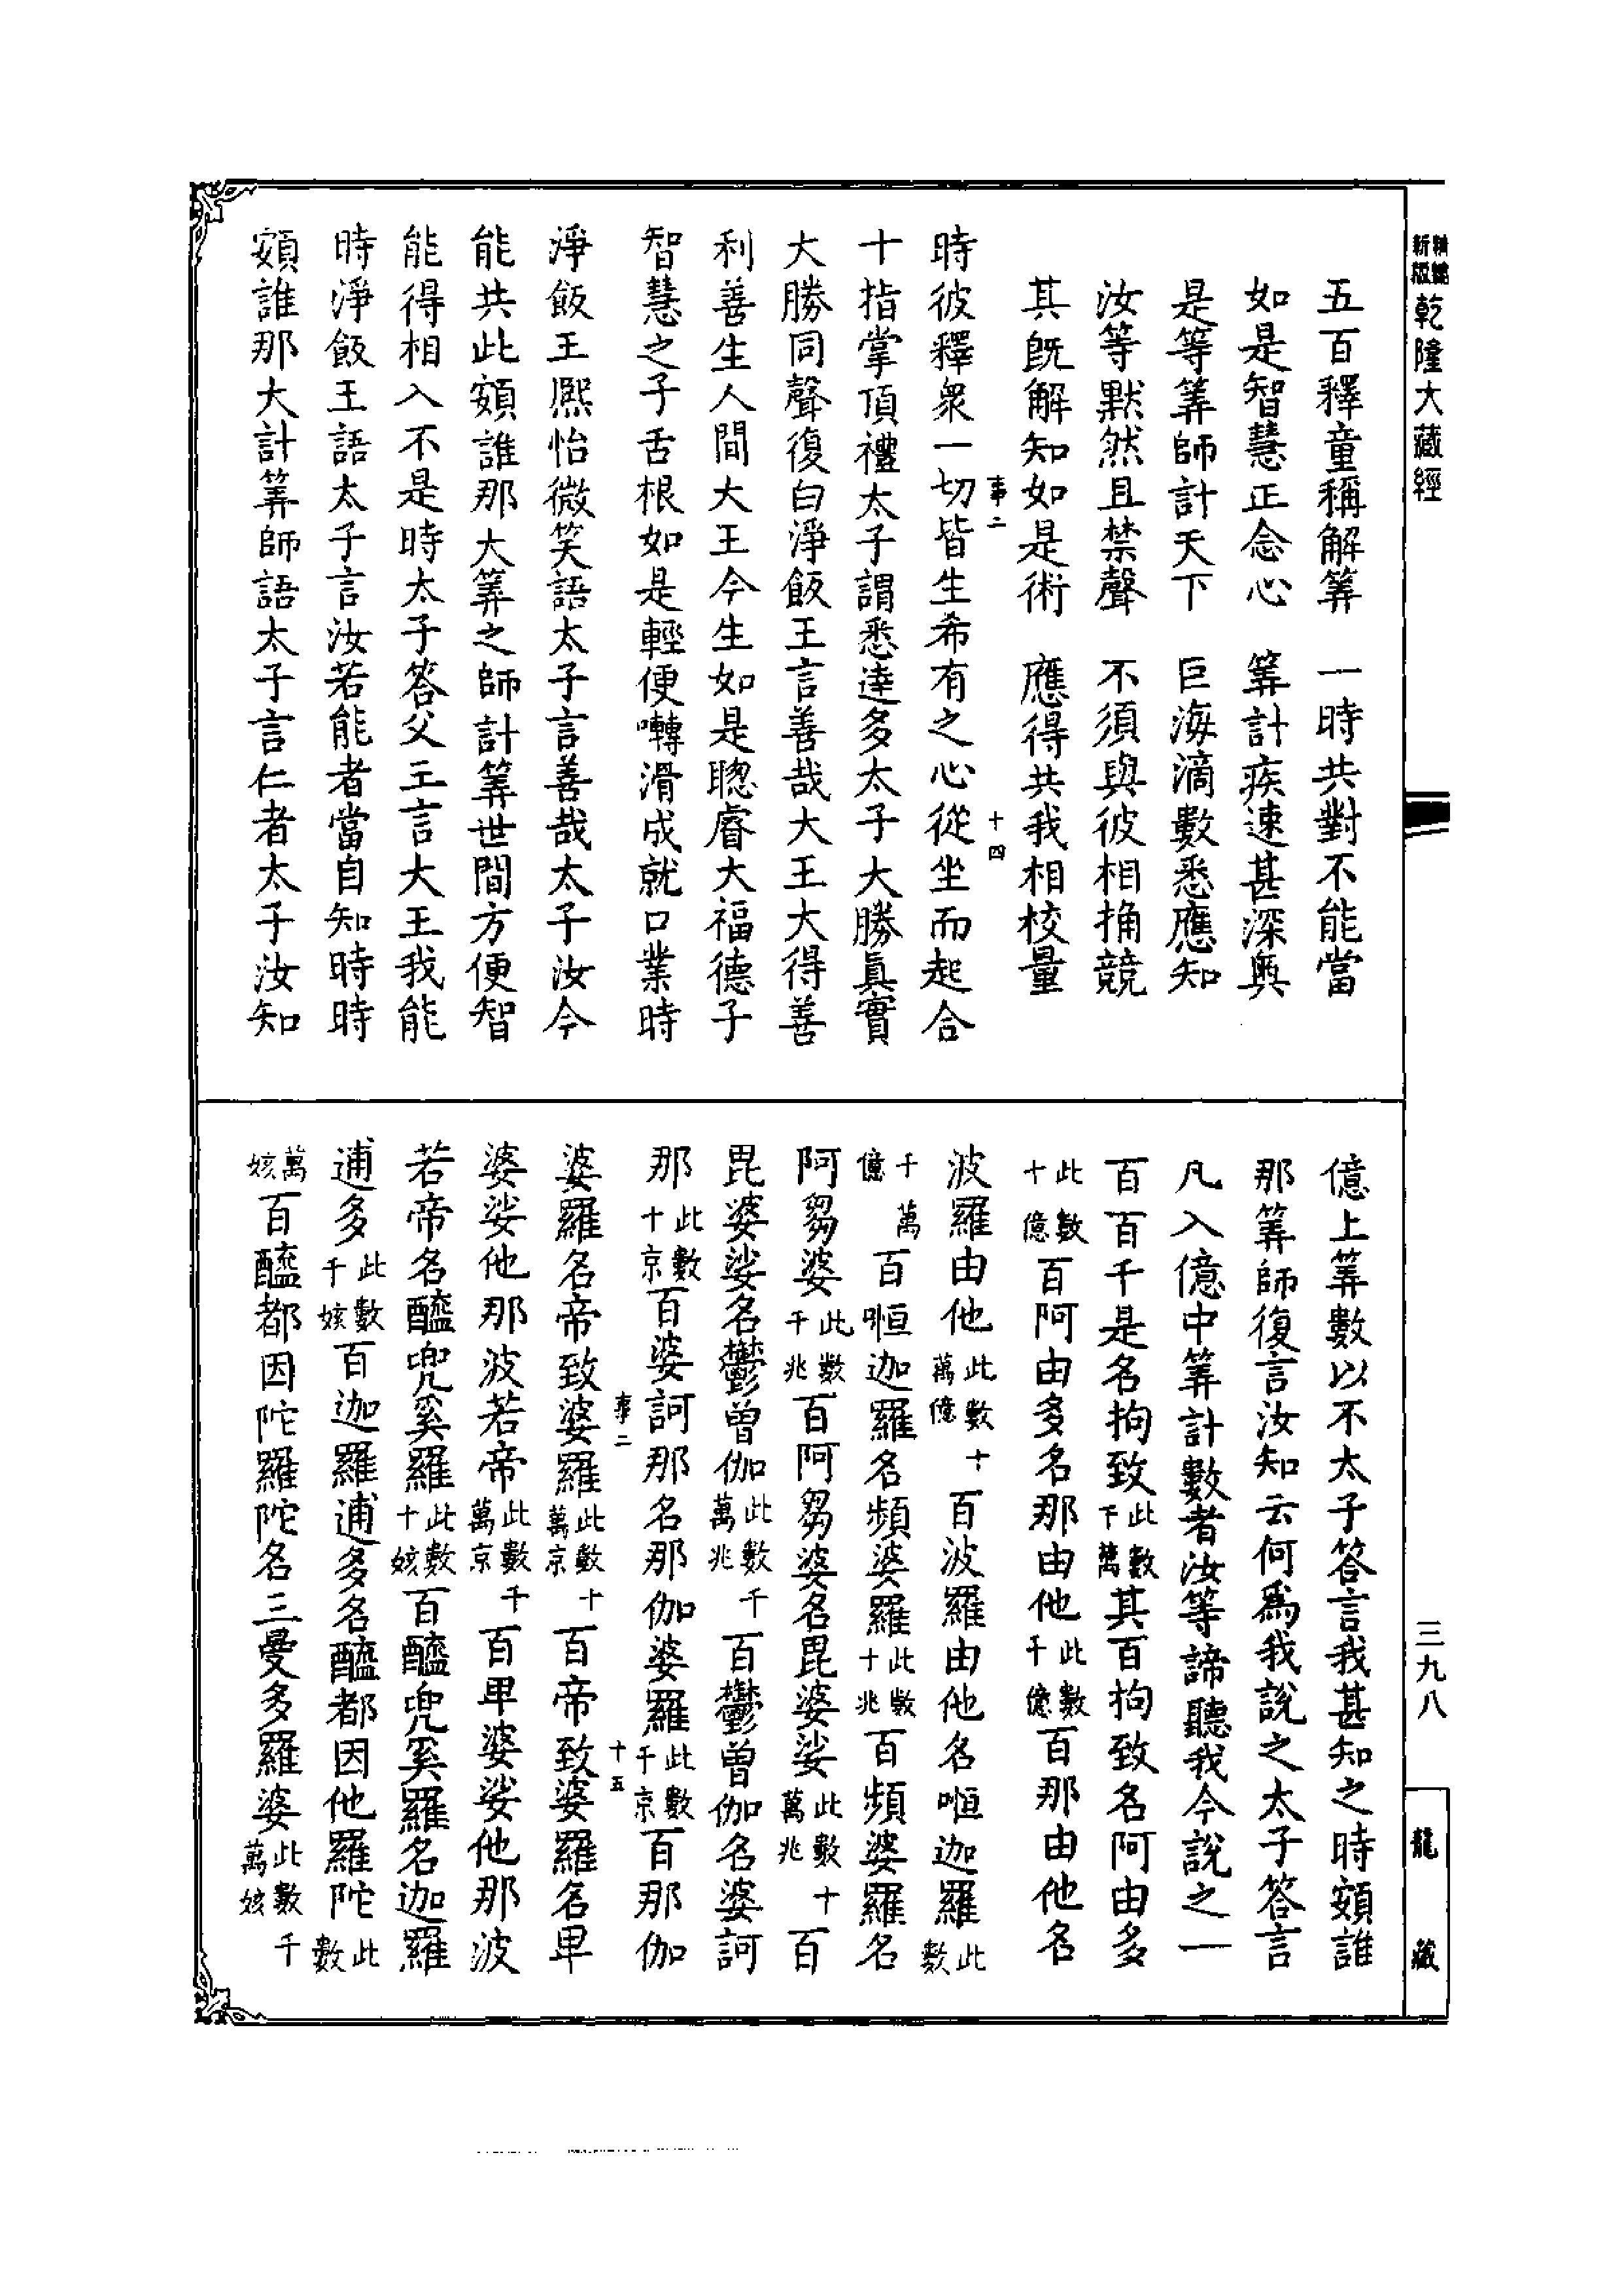 新版精編乾隆大藏經
五百釋童稱解筭　一時共對不能當
如是智慧正念心　筭計疾速甚深輿
是等筭師計天下　巨海滴數悉應知
汝等默然且禁聲　不須與彼相捔競
其旣解知如是術　應得共我相校量
事二　十四
時彼釋衆一切皆生希有之心從坐而起合
十指掌頂禮太子謂悉達多太子大勝眞實
大勝同聲復白淨飯王言善哉大王大得善
利善生人間大王今生如是聦睿大福德子
智慧之子舌根如是輕便囀滑成就口業時
淨飯王熈怡微笑語太子言善哉太子汝今
能共此頞誰那大筭之師計筭世間方便智
能得相入不是時太子答父王言大王我能
時淨飯王語太子言汝若能者當自知時時
頞誰那大計筭師語太子言仁者太子汝知
三九八
龍藏
億上筭數以不太子答言我甚知之時頞誰
那筭師復言汝知云何爲我說之太子答言
凡入億中筭計數者汝等諦聽我今說之一
百百千是名拘致此數千萬其百拘致名阿由多
此數十億百阿由多名那由他此數千億百那由他名
波羅由他此數十萬億百波羅由他名㖶迦羅此數
千萬億百㖶迦羅名頻婆羅此數十兆百頻婆羅名
阿芻婆此數千兆百阿芻婆名毘婆娑此數十萬兆百
毘婆娑名鬱曾伽此數千萬兆百鬱曾伽名婆訶
那此數十京百婆訶那名那伽婆羅此數千京百那伽
事二　十五
婆羅名帝致婆羅此數十萬京百帝致婆羅名卑
婆娑他那波若帝此數千萬京百卑婆娑他那波
若帝名醯兜奚羅此數十姟百醯兜奚羅名迦羅
逋多此數千姟百迦羅逋多名醯都因他羅陀此數
萬姟百醯都因陀羅陀名三曼多羅婆此數千萬姟